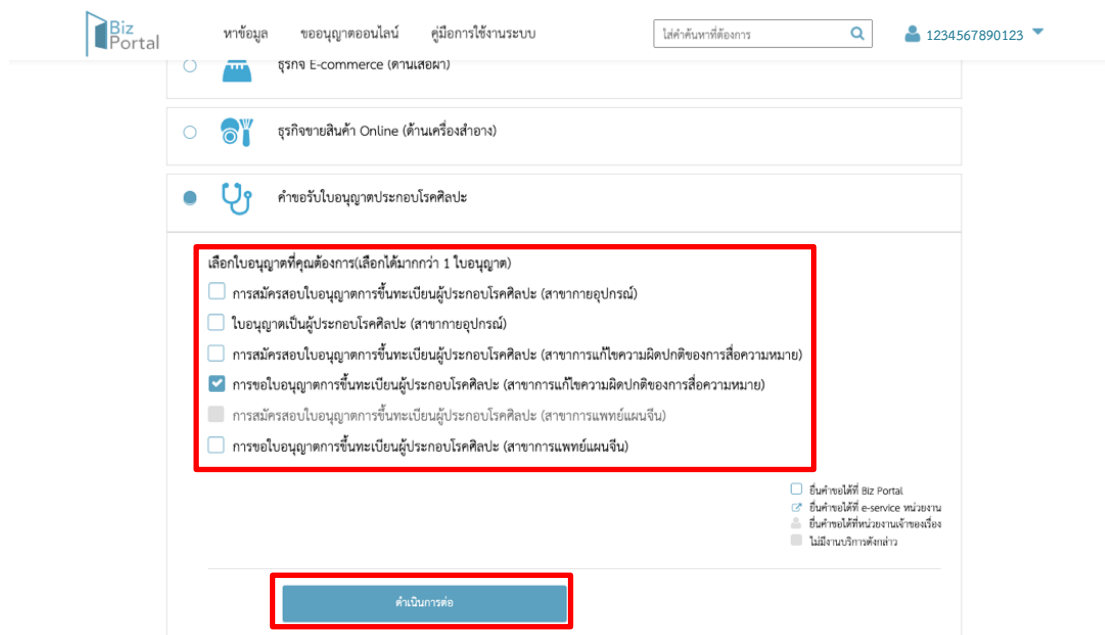 Biz
Portal
หาข้อมูล ขออนุญาตออนไลน์ คู่มือการใช้งานระบบ ใส่คำค้นหาที่ต้องการ 1234567890123
ธุรกิจ E-commerce (ด้านเสื้อผ้า)
ธุรกิจขายสินค้า Online (ด้านเครื่องสำอาง)
คำขอรับใบอนุญาตประกอบโรคศิลปะ
เลือกใบอนุญาตที่คุณต้องการ(เลือกได้มากกว่า 1 ใบอนุญาต)
การสมัครสอบใบอนุญาตการขึ้นทะเบียนผู้ประกอบโรคศิลปะ (สาขากายอุปกรณ์)
ใบอนุญาตเป็นผู้ประกอบโรคศิลปะ (สาขากายอุปกรณ์)
การสมัครสอบใบอนุญาตการขึ้นทะเบียนผู้ประกอบโรคศิลปะ (สาขาการแก้ไขความผิดปกติของการสื่อความหมาย)
การขอใบอนุญาตการขึ้นทะเบียนผู้ประกอบโรคศิลปะ (สาขาการแก้ไขความผิดปกติของการสื่อความหมาย)
การสมัครสอบใบอนุญาตการขึ้นทะเบียนผู้ประกอบโรคศิลปะ (สาขาการแพทย์แผนจีน)
การขอใบอนุญาตการขึ้นทะเบียนผู้ประกอบโรคศิลปะ (สาขาการแพทย์แผนจีน)
ยื่นคำขอได้ที่ Biz Portal
ยื่นคำขอได้ที่ e-service หน่วยงาน
ยื่นคำขอได้ที่หน่วยงานเจ้าของเรื่อง
ไม่มีงานบริการดังกล่าว
ดำเนินการต่อ